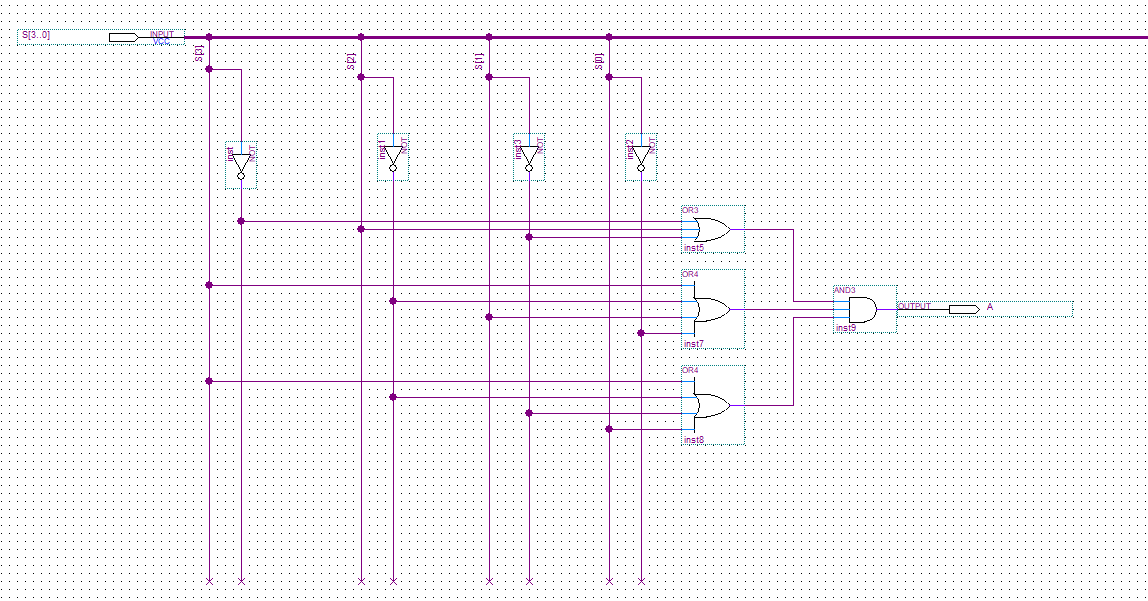 S[3..0]
INPUT
VCC
S[3]
S[2]
S[1]
S[0]
inst
NOT
inst1
NOT
inst3
NOT
inst2
NOT
OR3
inst5
OR4
inst7
OR4
inst8
AND3
inst9
OUTPUT
A